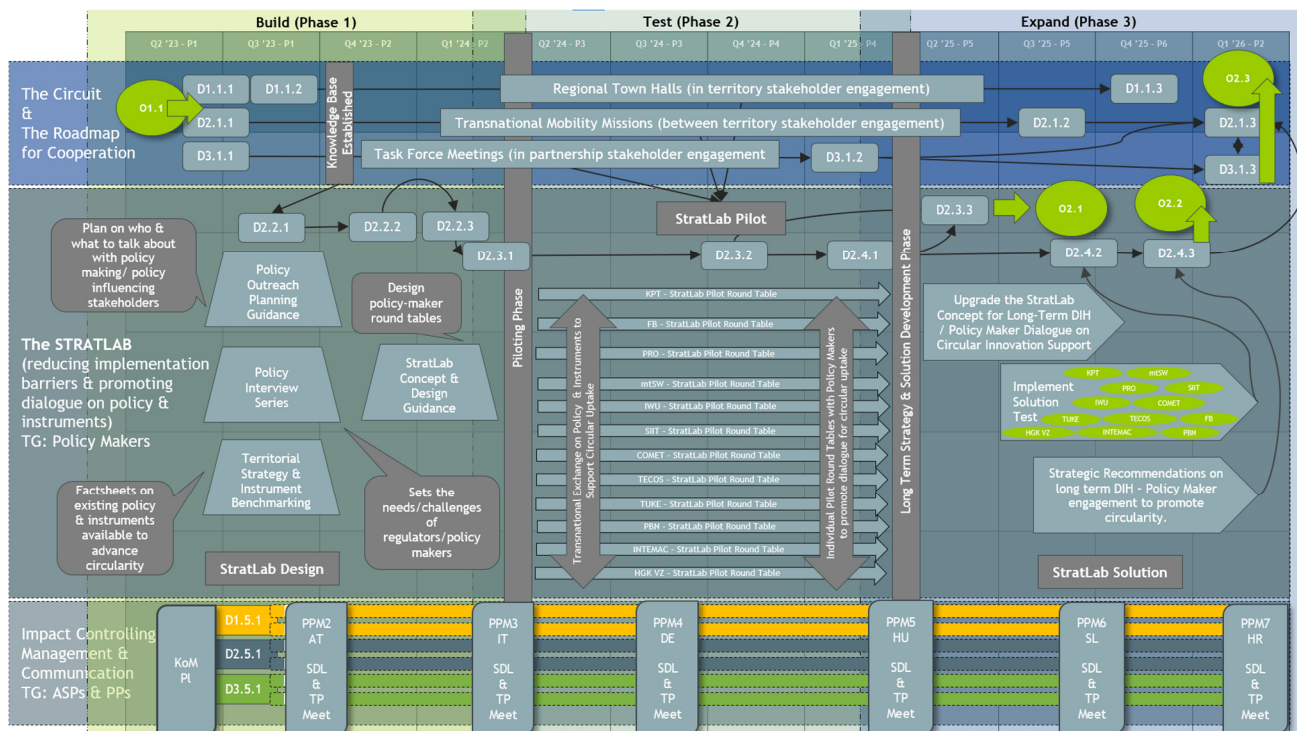 Build (Phase 1)
Test (Phase 2)
Expand (Phase 3)
Q2 '23 - P1
Q3 '23 - P1
Q4 '23 - P2
Q1 '24 - P2
Q2 '24 - P3
Q3 '24 - P3
Q4 '24 - P4
Q1 '25 - P4
Q2 '25 - P5
Q3 '25 - P5
Q4 '25 - P6
Q1 '26 - P2
The Circuit
&
The Roadmap
for Cooperation
O1.1
D1.1.1
D1.1.2
D2.1.1
D3.1.1
Knowledge Base
Established
Regional Town Halls (in territory stakeholder engagement)
Transnational Mobility Missions (between territory stakeholder engagement)
Task Force Meetings (in partnership stakeholder engagement
D3.1.2
D1.1.3
D2.1.2
D2.1.3
D3.1.3
O2.3
The STRATLAB
(reducing implementation
barriers & promoting
dialogue on policy &
instruments)
TG: Policy Makers
Plan on who &
what to talk about
with policy
making/ policy
influencing
stakeholders
D2.2.1
D2.2.2
D2.2.3
D2.3.1
Policy
Outreach
Planning
Guidance
Design
policy-maker
round tables
Policy
Interview
Series
StratLab
Concept &
Design
Guidance
Territorial
Strategy &
Instrument
Benchmarking
Factsheets on
existing policy
& instruments
available to
advance
circularity
Sets the
needs/challenges
of
regulators/policy
makers
StratLab Design
Piloting Phase
StratLab Pilot
D2.3.2
D2.4.1
KPT - StratLab Pilot Round Table
FB - StratLab Pilot Round Table
PRO - StratLab Pilot Round Table
mtSW - StratLab Pilot Round Table
IWU - StratLab Pilot Round Table
SIIT - StratLab Pilot Round Table
COMET - StratLab Pilot Round Table
TECOS - StratLab Pilot Round Table
TUKE - StratLab Pilot Round Table
PBN - StratLab Pilot Round Table
INTEMAC - StratLab Pilot Round Table
HGK VZ - StratLab Pilot Round Table
Transnational Exchange on Policy & Instruments to
Support Circular Uptake
Individual Pilot Round Tables with Policy Makers
to promote dialogue for circular uptake
Long Term Strategy & Solution Development Phase
D2.3.3
O2.1
O2.2
D2.4.2
D2.4.3
Upgrade the StratLab
Concept for Long-Term DIH
/ Policy Maker Dialogue on
Circular Innovation Support
Implement
Solution
Test
KPT
mtSW
PRO
SIIT
IWU
COMET
TUKE
TECOS
FB
HGK VZ
INTEMAC
PBN
Strategic Recommendations on
long term DIH - Policy Maker
engagement to promote
circularity.
StratLab Solution
Impact Controlling
Management &
Communication
TG: ASPs & PPs
KoM
Pl
D1.5.1
D2.5.1
D3.5.1
PPM2
AT
SDL
&
TP
Meet
PPM3
IT
SDL
&
TP
Meet
PPM4
DE
SDL
&
TP
Meet
PPM5
HU
SDL
&
TP
Meet
PPM6
SL
SDL
&
TP
Meet
PPM7
HR
SDL
&
TP
Meet